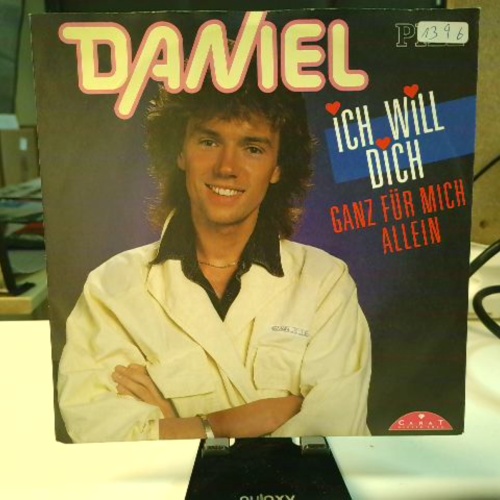 DANIEL
1396
iCH WiLL
DiCH
GANZ FÜR MICH
ALLEIN
CARAT